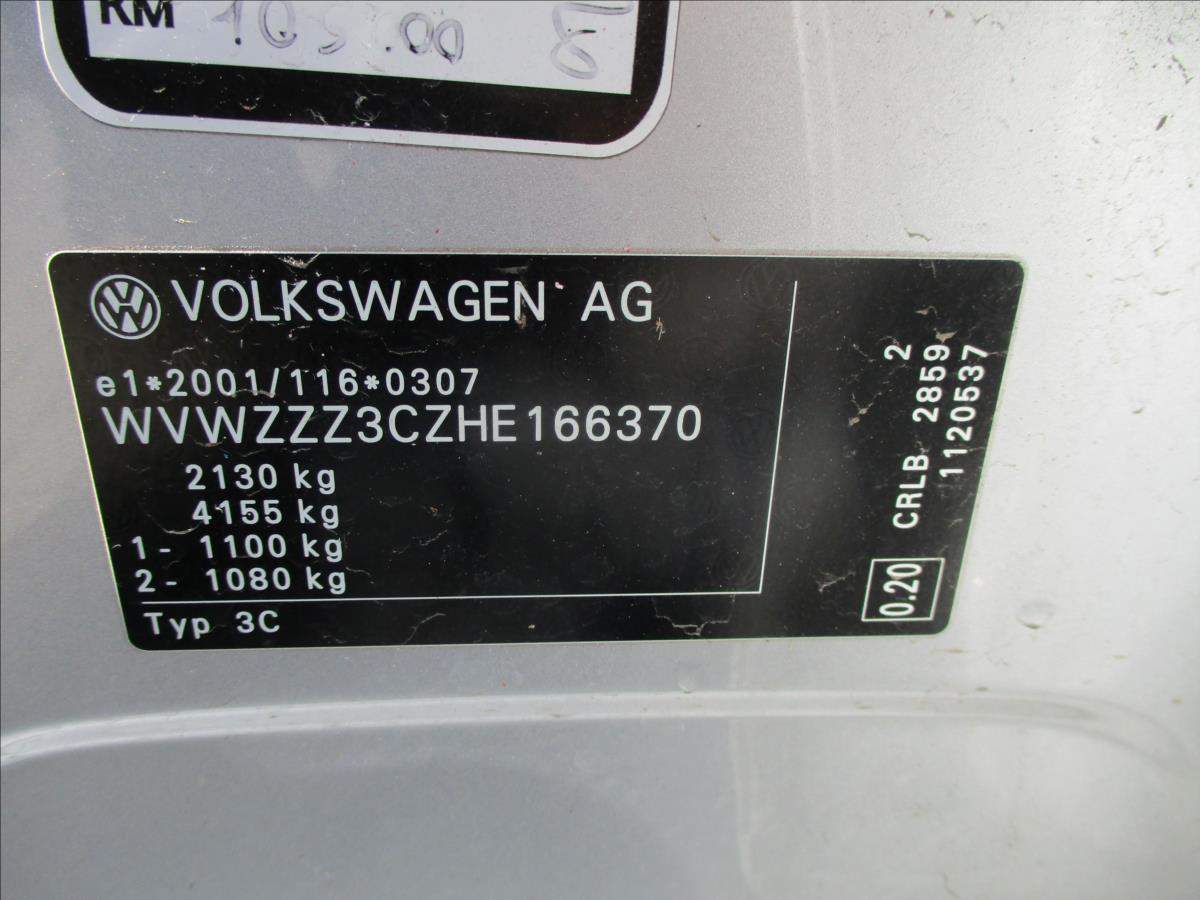 KM
VOLKSWAGEN AG
e1*2001/116*0307
WVWZZZ3CZHE166370
2130 kg
4155 kg
1- 1100 kg
2- 1080 kg
Typ 3C
2
CRLB 2859
1120537
0.20